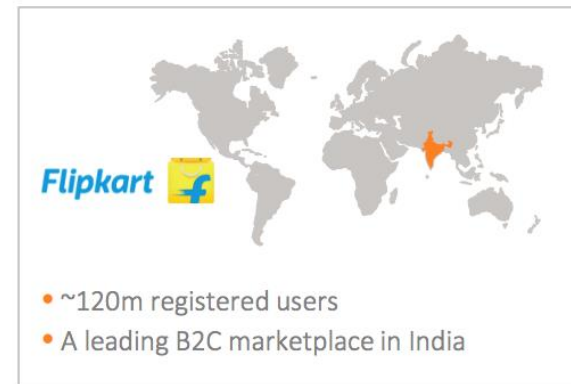 Flipkart
• ~120m registered users
• A leading B2C marketplace in India